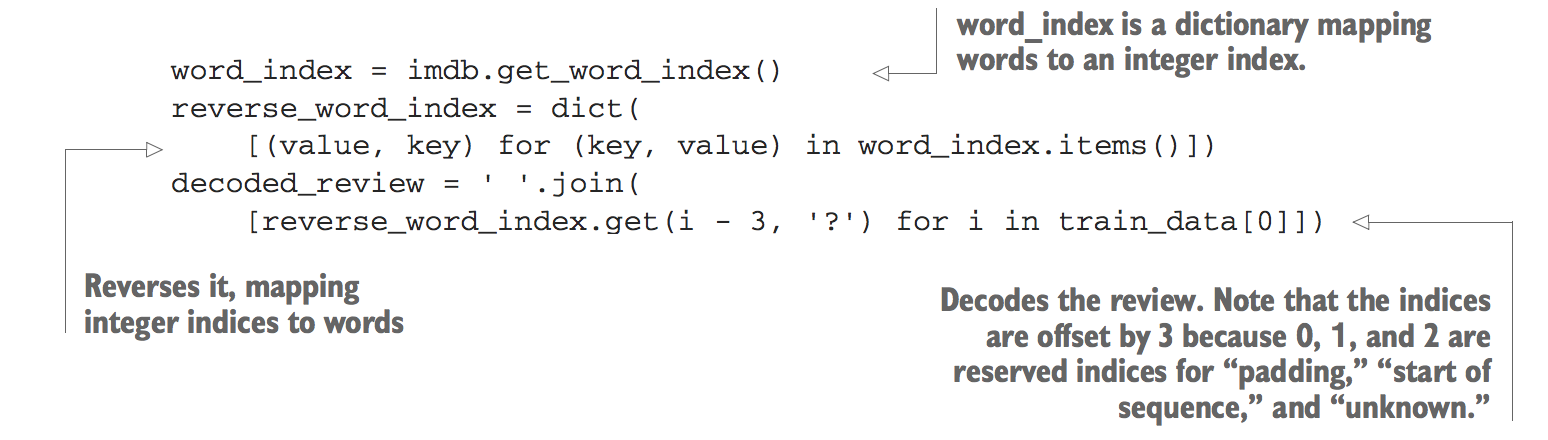 word_index is a dictionary mapping
words to an integer index.
word_index = imdb.get_word_index()
reverse_word_index = dict(
    [(value, key) for (key, value) in word_index.items()])
decoded_review = ' '.join(
    [reverse_word_index.get(i - 3, '?') for i in train_data[0]])
Reverses it, mapping
integer indices to words
Decodes the review. Note that the indices
are offset by 3 because 0, 1, and 2 are
reserved indices for “padding,” “start of
sequence,” and “unknown.”